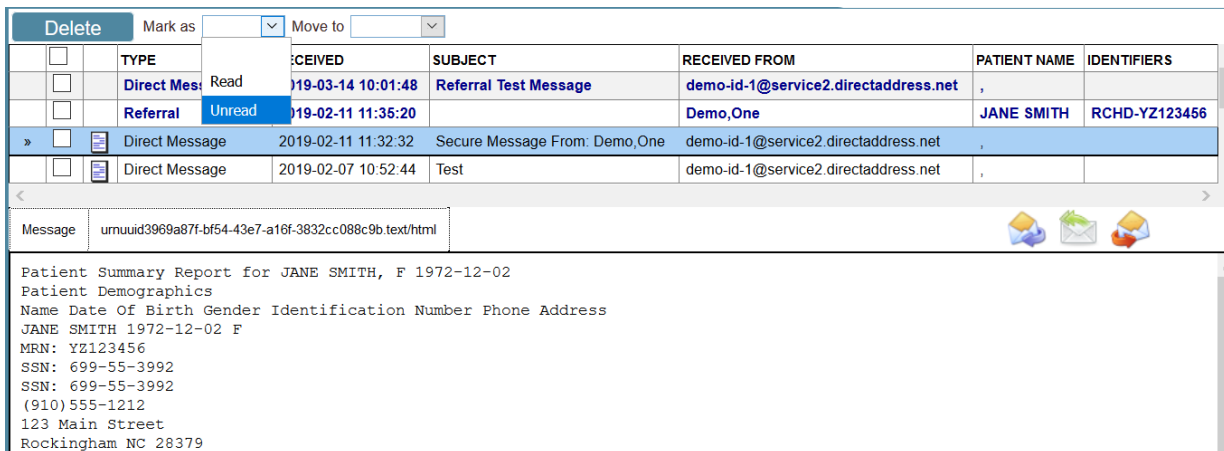 Delete Mark as Move to
Read
Unread
TYPE CEIVED SUBJECT RECEIVED FROM PATIENT NAME IDENTIFIERS
Direct Mess 019-03-14 10:01:48 Referral Test Message demo-id-1@service2.directaddress.net ,
Referral 019-02-11 11:35:20 Demo,One JANE SMITH RCHD-YZ123456
» Direct Message 2019-02-11 11:32:32 Secure Message From: Demo,One demo-id-1@service2.directaddress.net ,
Direct Message 2019-02-07 10:52:44 Test demo-id-1@service2.directaddress.net ,
Message urnuuid3969a87f-bf54-43e7-a16f-3832cc088c9b.text/html
Patient Summary Report for JANE SMITH, F 1972-12-02
Patient Demographics
Name Date Of Birth Gender Identification Number Phone Address
JANE SMITH 1972-12-02 F
MRN: YZ123456
SSN: 699-55-3992
SSN: 699-55-3992
(910)555-1212
123 Main Street
Rockingham NC 28379